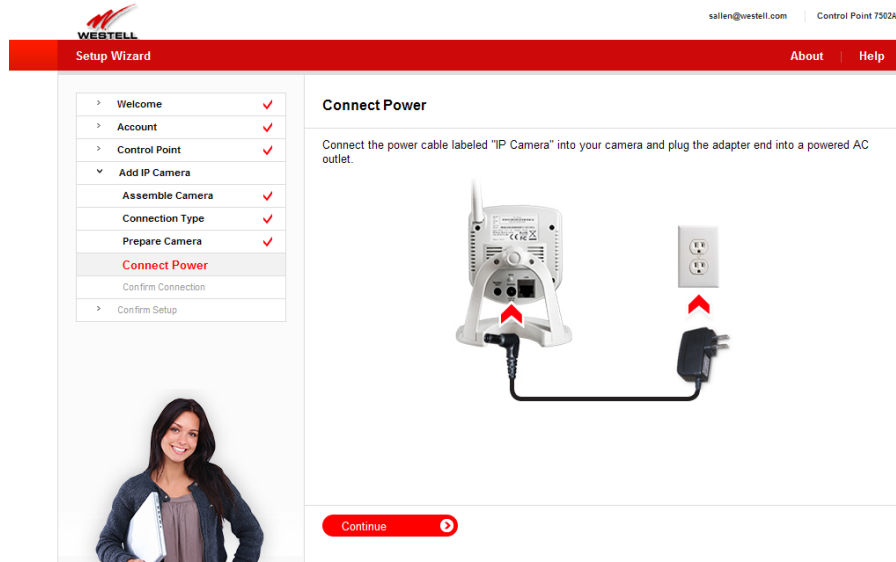 WESTELL
sallen@westell.com
Control Point 7502A
Setup Wizard
About
Help
Welcome
Account
Control Point
Add IP Camera
Assemble Camera
Connection Type
Prepare Camera
Connect Power
Confirm Connection
Confirm Setup
Connect Power
Connect the power cable labeled "IP Camera" into your camera and plug the adapter end into a powered AC
outlet.
Continue